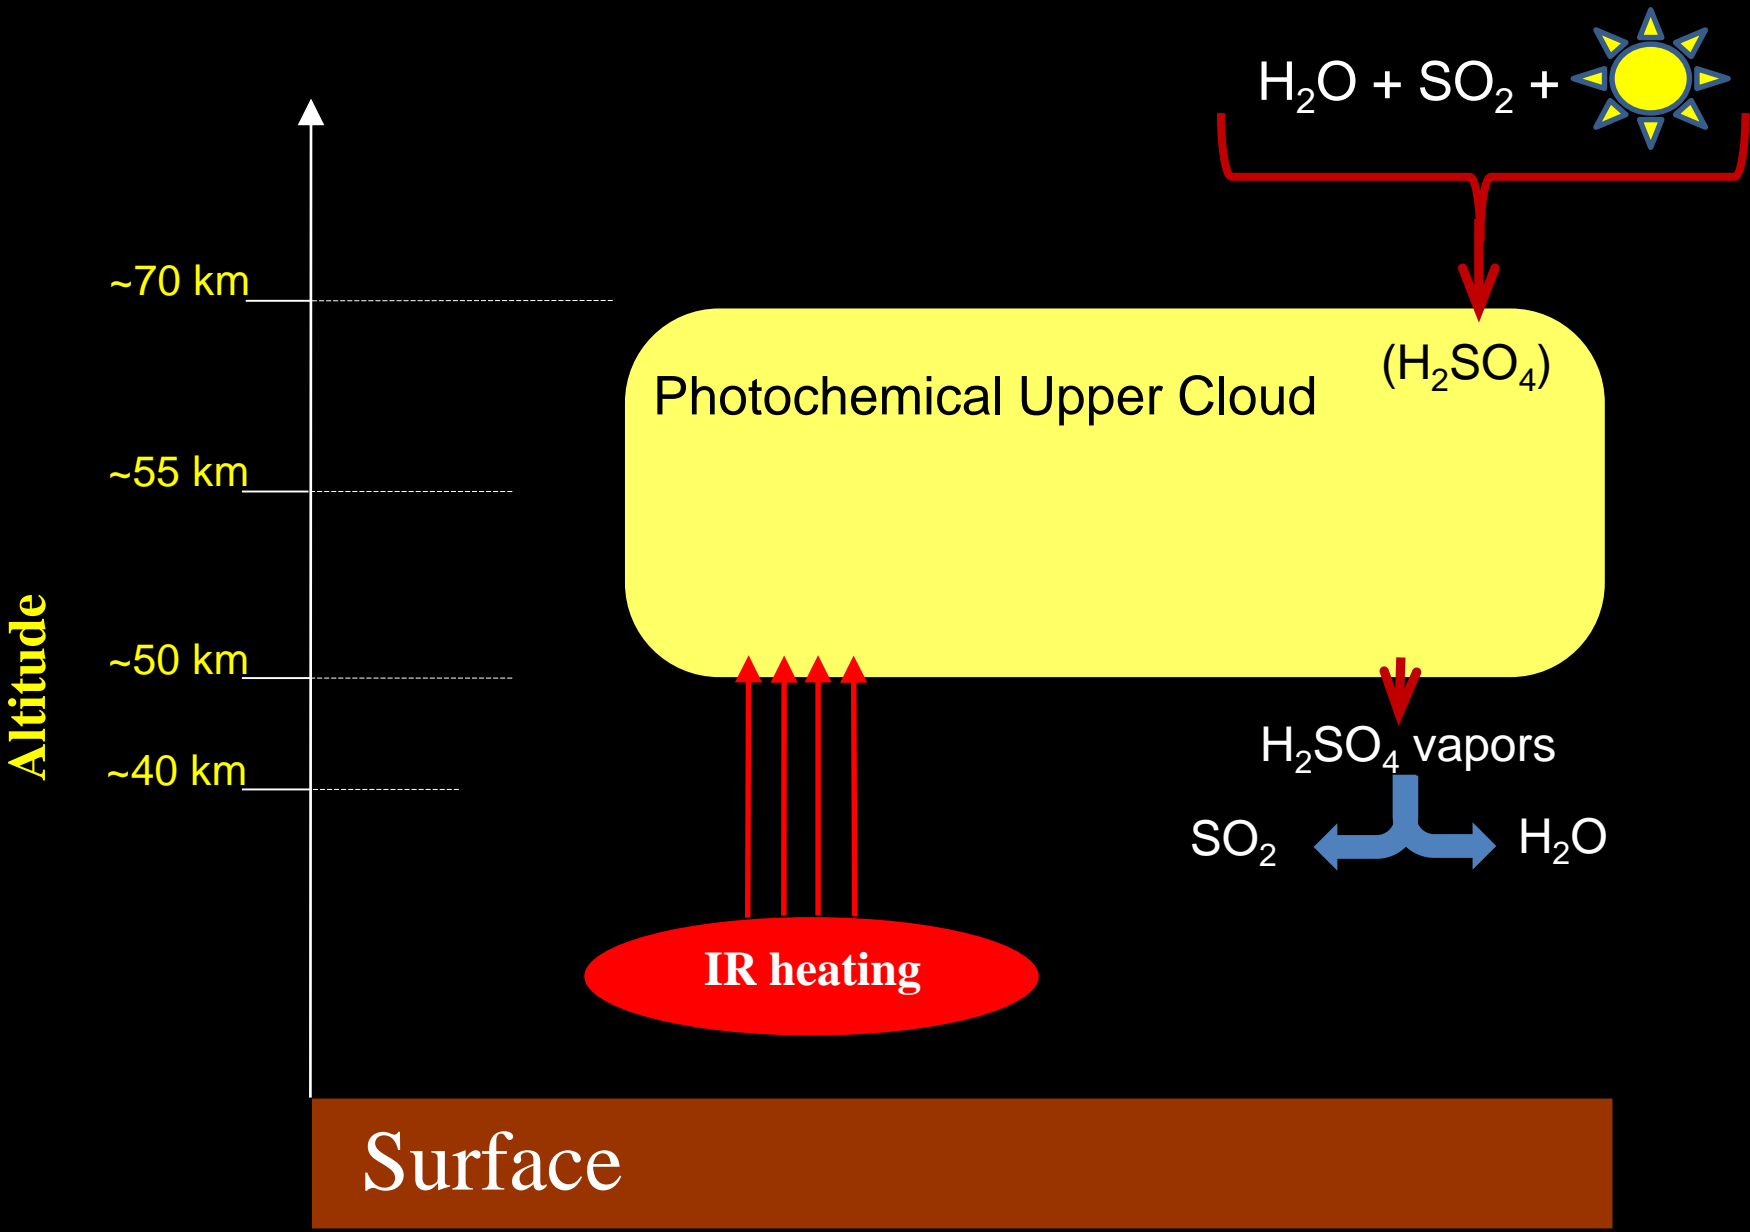 H₂O + SO₂ +
~70 km
(H₂SO₄)
Photochemical Upper Cloud
~55 km
Altitude
~50 km
H₂SO₄ vapors
~40 km
SO₂
H₂O
IR heating
Surface